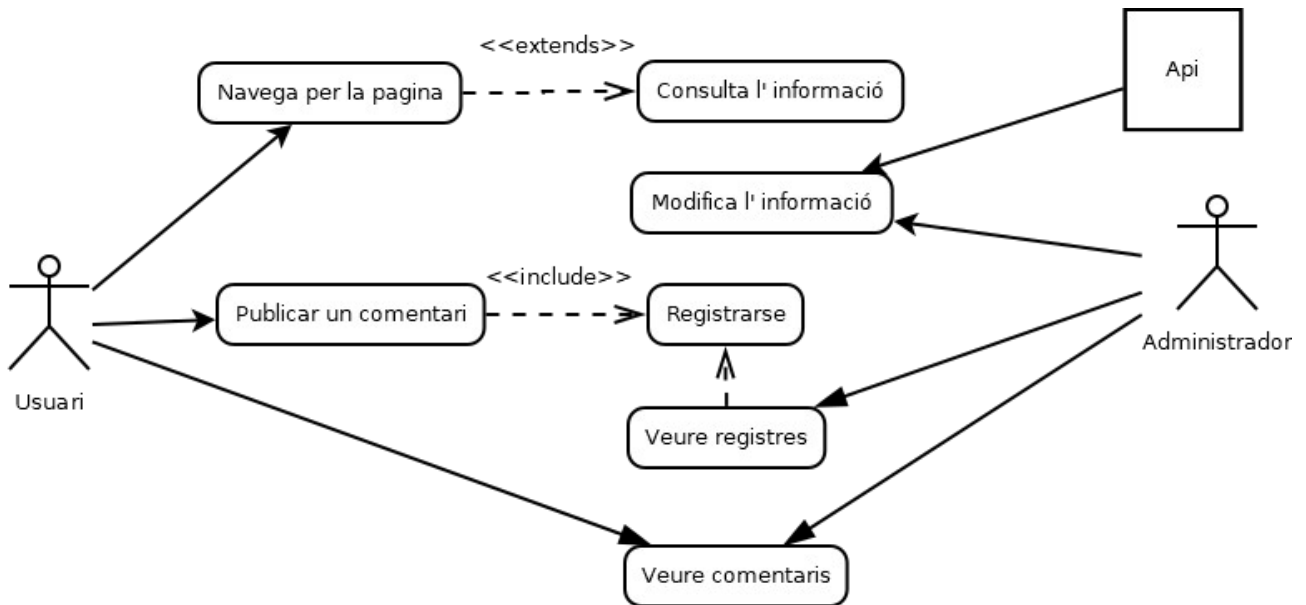 <<extends>>
Api
Navega per la pagina
Consulta l' informació
Modifica l' informació
<<include>>
Publicar un comentari
Registrarse
Administrador
Usuari
Veure registres
Veure comentaris